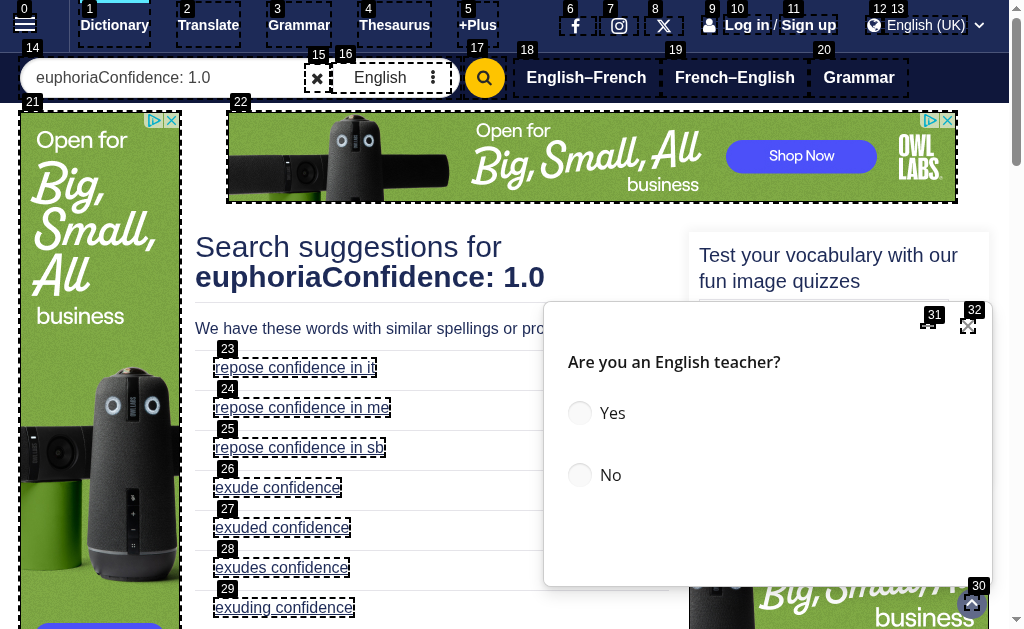 0 1 2 3 4 5 6 7 8 9 10 11 12 13
Dictionary Translate Grammar Thesaurus +Plus Log in / Sign up English (UK)
14 15 16 17 18 19 20
euphoriaConfidence: 1.0 English English–French French–English Grammar
21 22
Open for
Big,
Small,
All
business
Open for
Big, Small, All
business
Shop Now
OWL
LABS
Search suggestions for
euphoriaConfidence: 1.0
We have these words with similar spellings or pro
23
repose confidence in it
24
repose confidence in me
25
repose confidence in sb
26
exude confidence
27
exuded confidence
28
exudes confidence
29
exuding confidence
Test your vocabulary with our
fun image quizzes
31 32
Are you an English teacher?
Yes
No
30
Big, Small, All
business